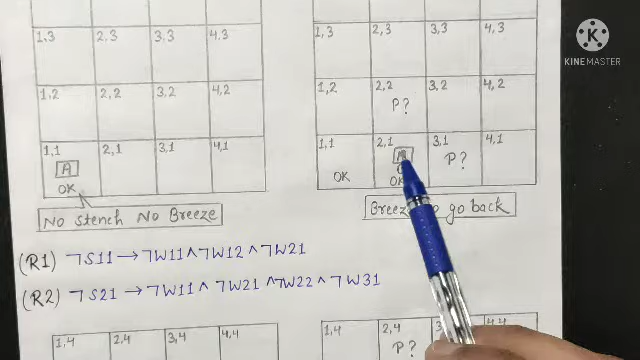 1,3 2,3 3,3 4,3
1,2 2,2 3,2 4,2
1,1 2,1 3,1 4,1
A
OK
No stench No Breeze
1,3 2,3 3,3 4,3
1,2 2,2 3,2 4,2
P?
1,1 2,1 3,1 4,1
P?
OK
OK
Breeze go back
(R1) ¬S11 → ¬W11 ∧ ¬W12 ∧ ¬W21
(R2) ¬S21 → ¬W11 ∧ ¬W21 ∧ ¬W22 ∧ ¬W31
1,4 2,4 3,4 4,4
1,4 2,4 4,4
P?
K
KINEMASTER